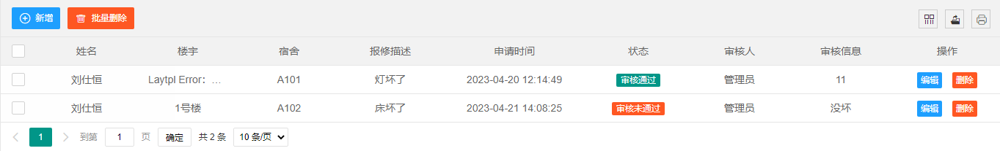 新增 批量删除
姓名 楼宇 宿舍 报修描述 申请时间 状态 审核人 审核信息 操作
刘仕恒 Laytpl Error：… A101 灯坏了 2023-04-20 12:14:49 审核通过 管理员 11 编辑 删除
刘仕恒 1号楼 A102 床坏了 2023-04-21 14:08:25 审核未通过 管理员 没坏 编辑 删除
1 到第 1 页 确定 共 2 条 10 条/页